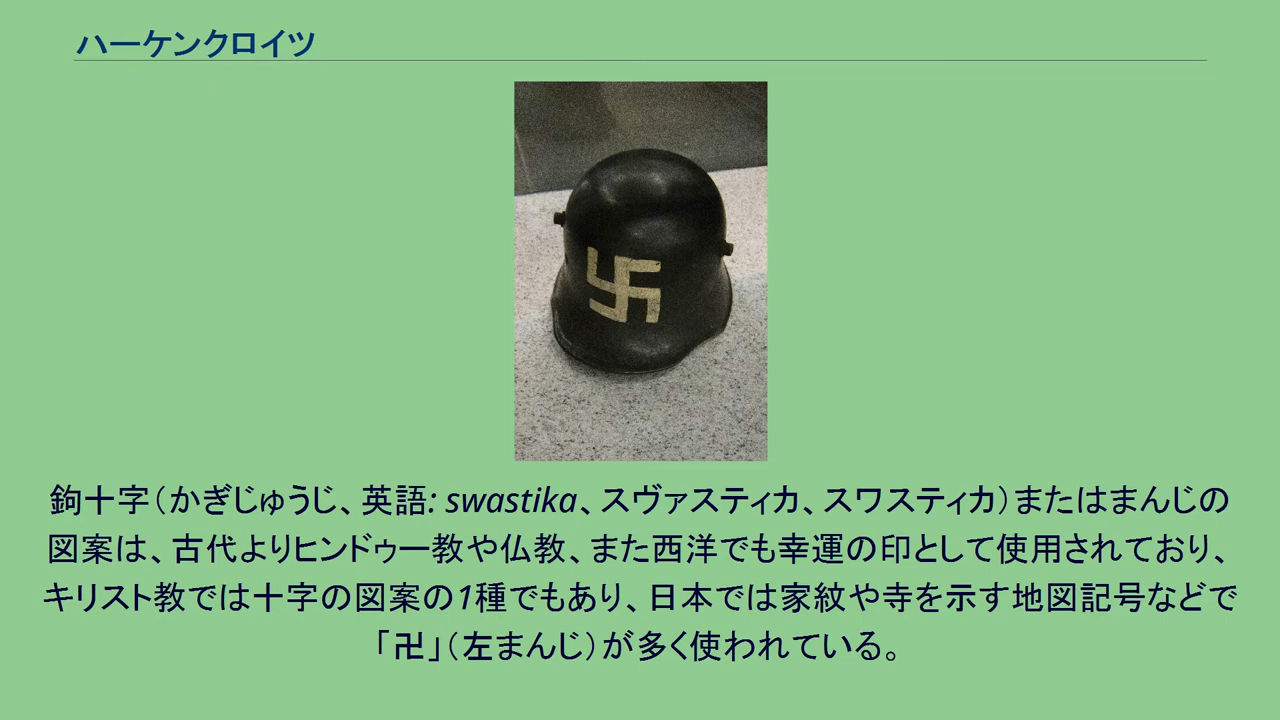 ハーケンクロイツ
鉤十字（かぎじゅうじ、英語: swastika、スヴァスティカ、スワスティカ）またはまんじの
図案は、古代よりヒンドゥー教や仏教、また西洋でも幸運の印として使用されており、
キリスト教では十字の図案の1種でもあり、日本では家紋や寺を示す地図記号などで
「卍」（左まんじ）が多く使われている。